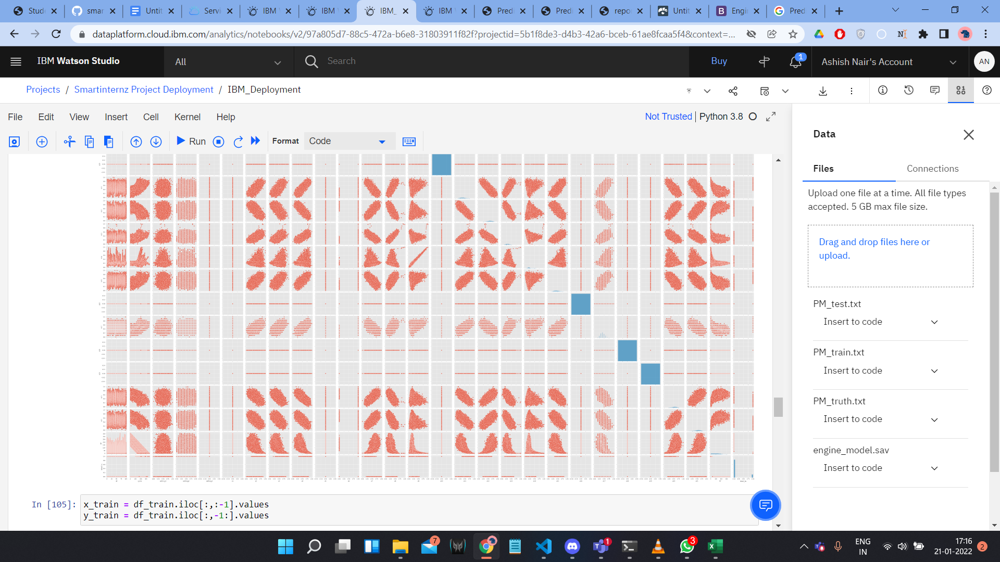 Stude
smar
Untit
Servi
IBM
IBM
IBM_
IBM
Predi
Predi
repo
Untit
Engi
Pred
dataplatform.cloud.ibm.com/analytics/notebooks/v2/97a805d7-88c5-472a-b6e8-31803911f82f?projectid=5b1f8de3-d4b3-42a6-bceb-61ae8fcaa5f4&context=...
IBM Watson Studio
All
Search
Buy
1
Ashish Nair's Account
AN
Projects / Smartinternz Project Deployment / IBM_Deployment
File Edit View Insert Cell Kernel Help
Not Trusted Python 3.8
Run
Format
Code
Data
Files
Connections
Upload one file at a time. All file types
accepted. 5 GB max file size.
Drag and drop files here or
upload.
PM_test.txt
Insert to code
PM_train.txt
Insert to code
PM_truth.txt
Insert to code
engine_model.sav
Insert to code
In [105]:
x_train = df_train.iloc[:,:-1].values
y_train = df_train.iloc[:,-1:].values
7
1
3
ENG
IN
17:16
21-01-2022
2